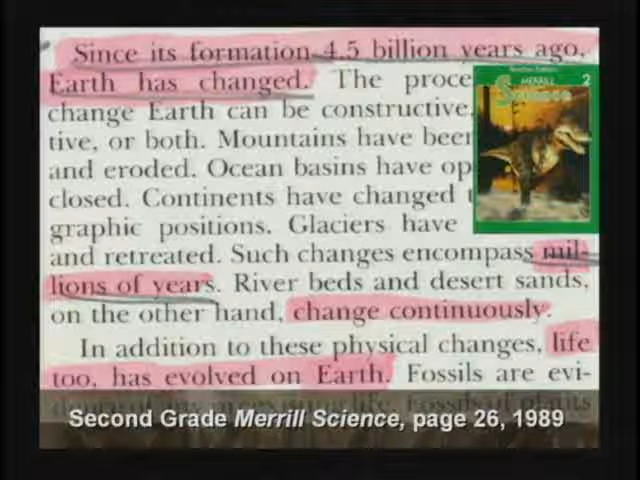 Since its formation 4.5 billion years ago,
Earth has changed. The proce
change Earth can be constructive,
tive, or both. Mountains have been
and eroded. Ocean basins have op
closed. Continents have changed t
graphic positions. Glaciers have
and retreated. Such changes encompass mil-
lions of years. River beds and desert sands,
on the other hand, change continuously.
In addition to these physical changes, life
too, has evolved on Earth. Fossils are evi-
MERRILL 2
Science
Second Grade Merrill Science, page 26, 1989